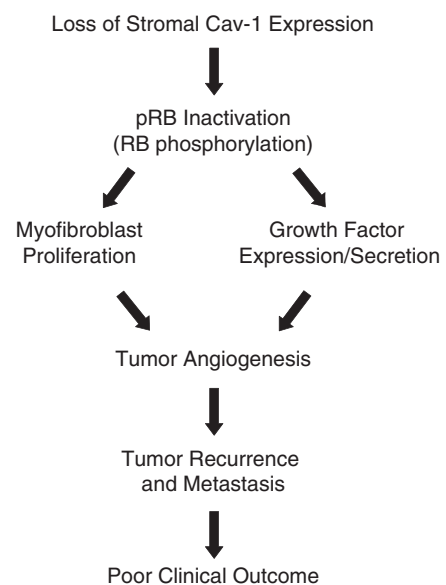 Loss of Stromal Cav-1 Expression
pRB Inactivation
(RB phosphorylation)
Myofibroblast
Proliferation
Growth Factor
Expression/Secretion
Tumor Angiogenesis
Tumor Recurrence
and Metastasis
Poor Clinical Outcome